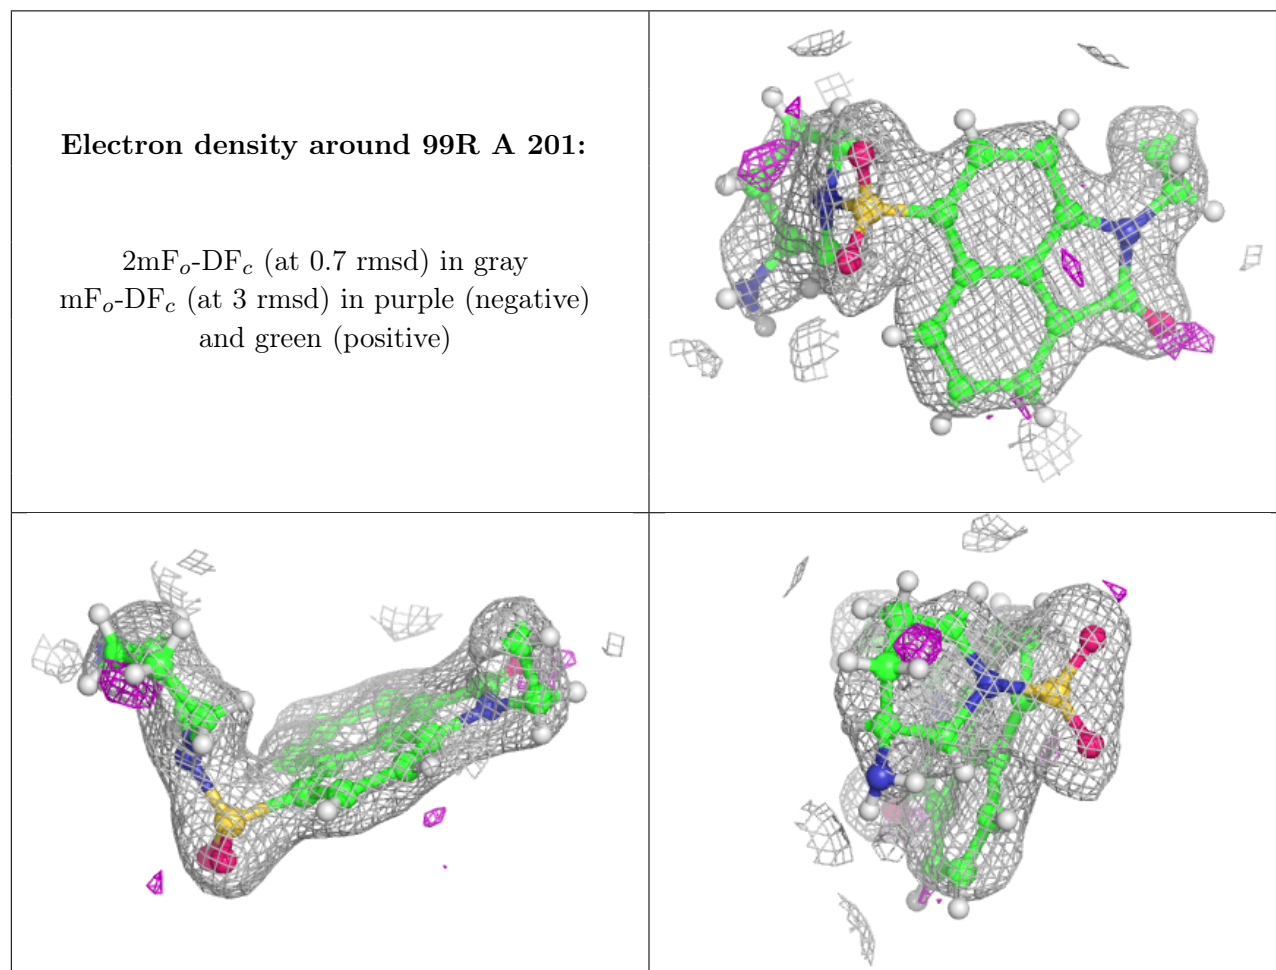 Electron density around 99R A 201:
2mFo-DFc (at 0.7 rmsd) in gray
mFo-DFc (at 3 rmsd) in purple (negative)
and green (positive)